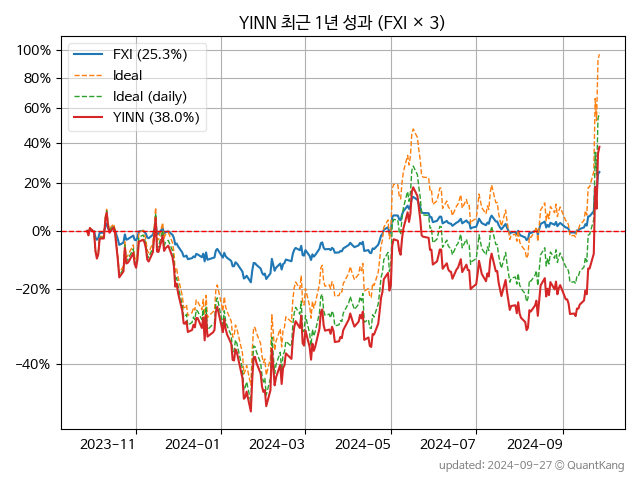 YINN 최근 1년 성과 (FXI × 3)
FXI (25.3%)
Ideal
Ideal (daily)
YINN (38.0%)
100%
80%
60%
40%
20%
0%
−20%
−40%
2023-11
2024-01
2024-03
2024-05
2024-07
2024-09
updated: 2024-09-27 @ QuantKang